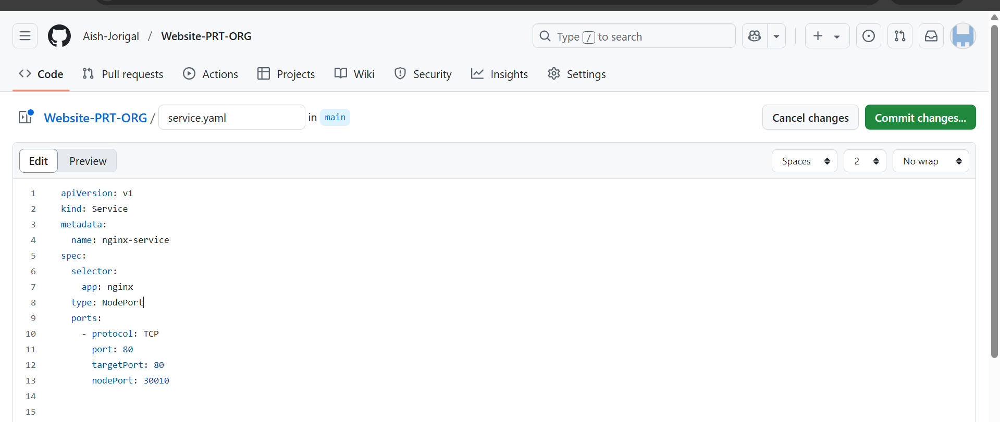 Aish-Jorigal / Website-PRT-ORG
Type / to search
Code
Pull requests
Actions
Projects
Wiki
Security
Insights
Settings
Website-PRT-ORG / service.yaml in main
Cancel changes
Commit changes...
Edit
Preview
Spaces
2
No wrap
1 apiVersion: v1
2 kind: Service
3 metadata:
4   name: nginx-service
5 spec:
6   selector:
7     app: nginx
8   type: NodePort
9   ports:
10     - protocol: TCP
11       port: 80
12       targetPort: 80
13       nodePort: 30010
14
15